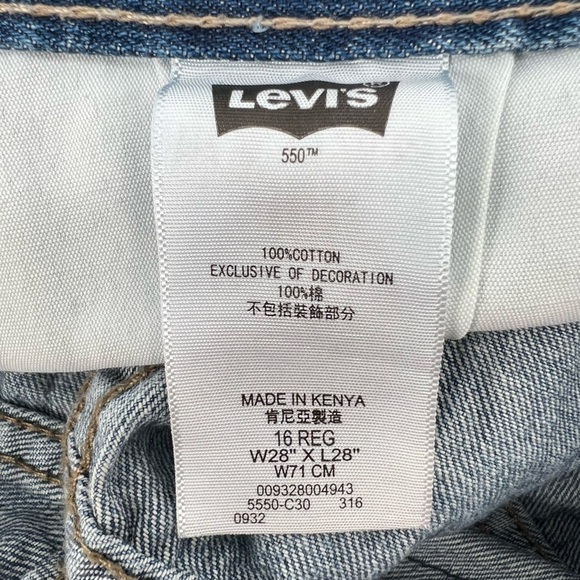 Levi's
550™
100%COTTON
EXCLUSIVE OF DECORATION
100%棉
不包括裝飾部分
MADE IN KENYA
肯尼亞製造
16 REG
W28" X L28"
W71 CM
009328004943
5550-C30 316
0932